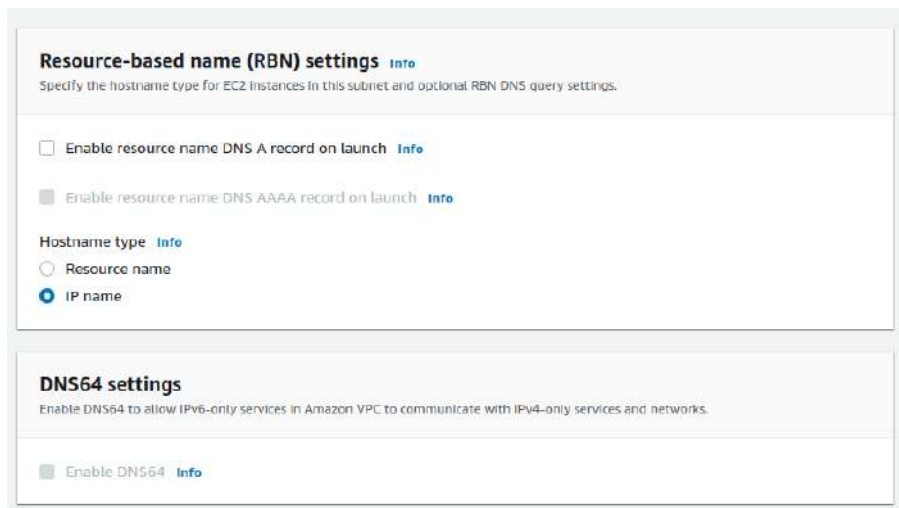 Resource-based name (RBN) settings Info
Specify the hostname type for EC2 instances in this subnet and optional RBN DNS query settings.
Enable resource name DNS A record on launch Info
Enable resource name DNS AAAA record on launch Info
Hostname type Info
Resource name
IP name
DNS64 settings
Enable DNS64 to allow IPv6-only services in Amazon VPC to communicate with IPv4-only services and networks.
Enable DNS64 Info